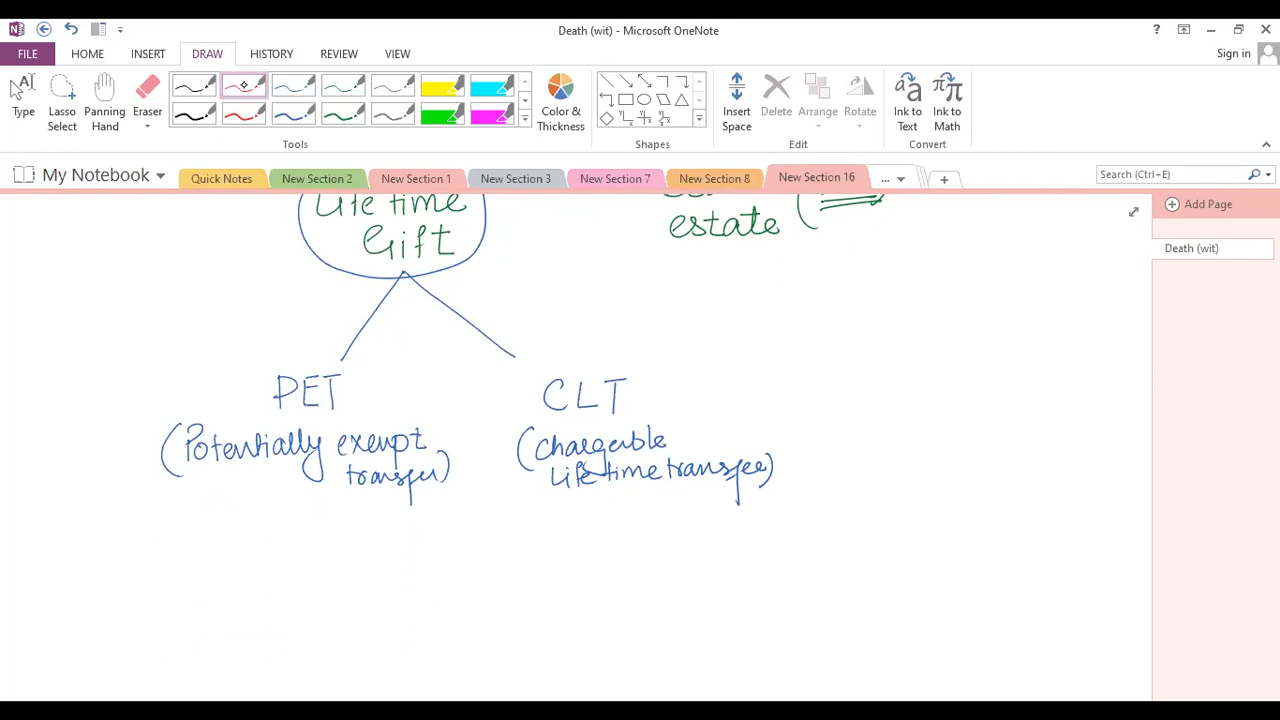 Death (wit) - Microsoft OneNote
FILE HOME INSERT DRAW HISTORY REVIEW VIEW
Sign in
Type
Lasso Select
Panning Hand
Eraser
Color & Thickness
Insert Space
Delete
Arrange
Rotate
Ink to Text
Ink to Math
Tools
Shapes
Edit
Convert
My Notebook
Quick Notes
New Section 2
New Section 1
New Section 3
New Section 7
New Section 8
New Section 16
...
Search (Ctrl+E)
Add Page
Death (wit)
Life time
Gift
estate
PET
CLT
(Potentially exempt
transfer)
(Chargeable
Life-time transfer)